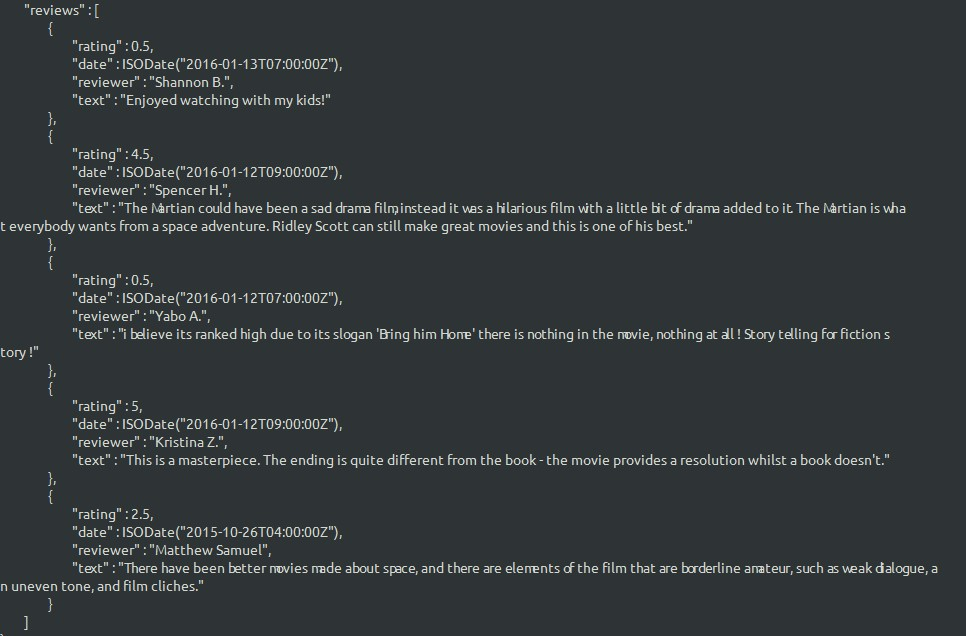 "reviews" : [
{
"rating" : 0.5,
"date" : ISODate("2016-01-13T07:00:00Z"),
"reviewer" : "Shannon B.",
"text" : "Enjoyed watching with my kids!"
},
{
"rating" : 4.5,
"date" : ISODate("2016-01-12T09:00:00Z"),
"reviewer" : "Spencer H.",
"text" : "The Martian could have been a sad drama film, instead it was a hilarious film with a little bit of drama added to it. The Martian is wha
t everybody wants from a space adventure. Ridley Scott can still make great movies and this is one of his best."
},
{
"rating" : 0.5,
"date" : ISODate("2016-01-12T07:00:00Z"),
"reviewer" : "Yabo A.",
"text" : "i believe its ranked high due to its slogan 'Bring him Home' there is nothing in the movie, nothing at all ! Story telling for fiction s
tory !"
},
{
"rating" : 5,
"date" : ISODate("2016-01-12T09:00:00Z"),
"reviewer" : "Kristina Z.",
"text" : "This is a masterpiece. The ending is quite different from the book - the movie provides a resolution whilst a book doesn't."
},
{
"rating" : 2.5,
"date" : ISODate("2015-10-26T04:00:00Z"),
"reviewer" : "Matthew Samuel",
"text" : "There have been better movies made about space, and there are elements of the film that are borderline amateur, such as weak dialogue, a
n uneven tone, and film cliches."
}
]